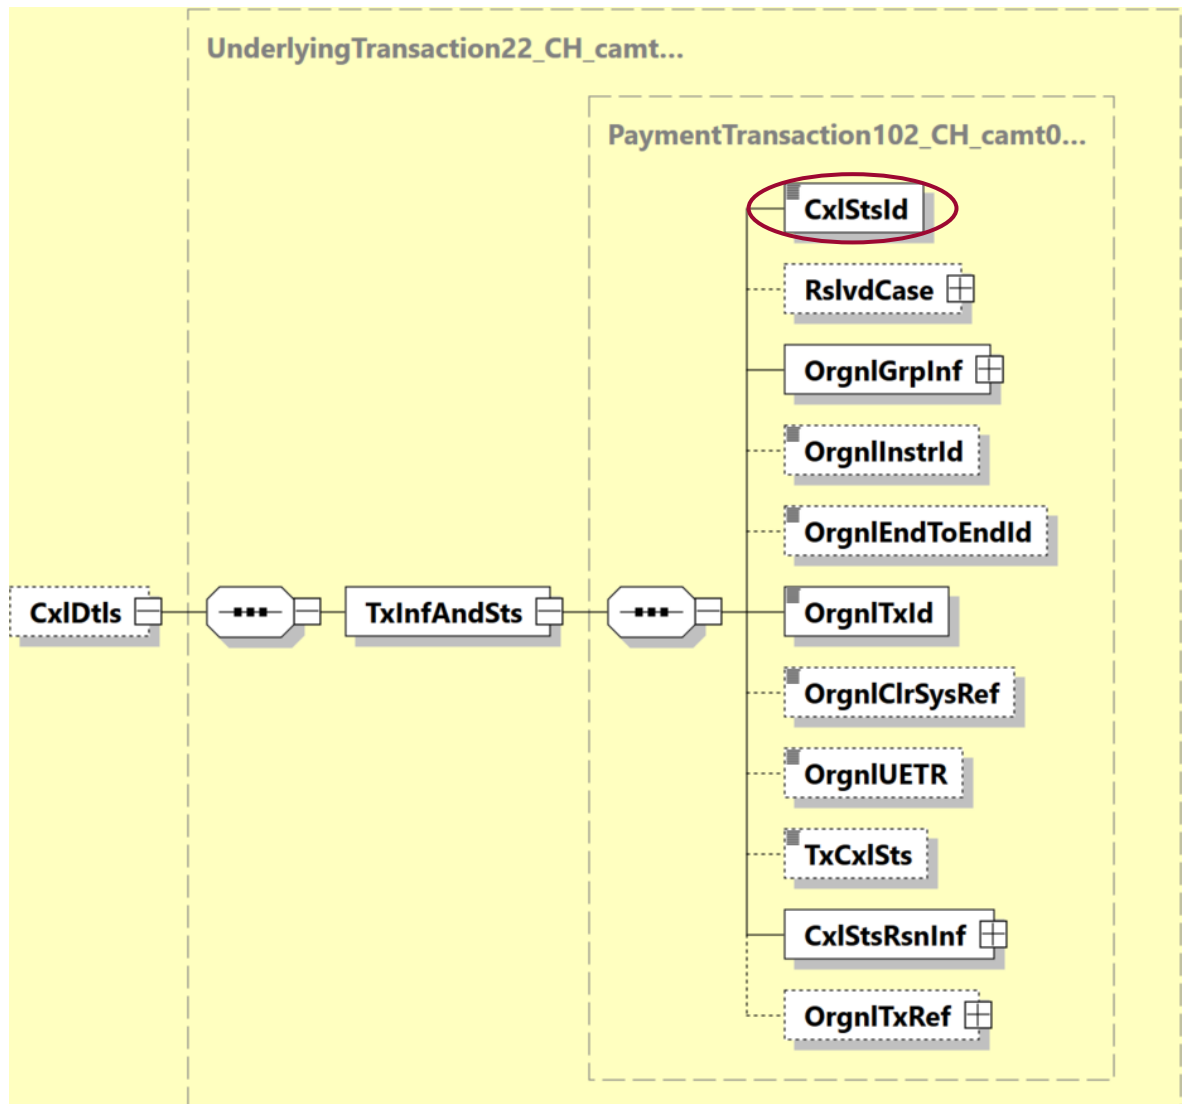 UnderlyingTransaction22_CH_camt...
PaymentTransaction102_CH_camt0...
CxlStsId
RslvdCase
OrgnlGrpInf
OrgnlInstrId
OrgnlEndToEndId
CxlDtls
TxInfAndSts
OrgnlTxId
OrgnlClrSysRef
OrgnlUETR
TxCxlSts
CxlStsRsnInf
OrgnlTxRef